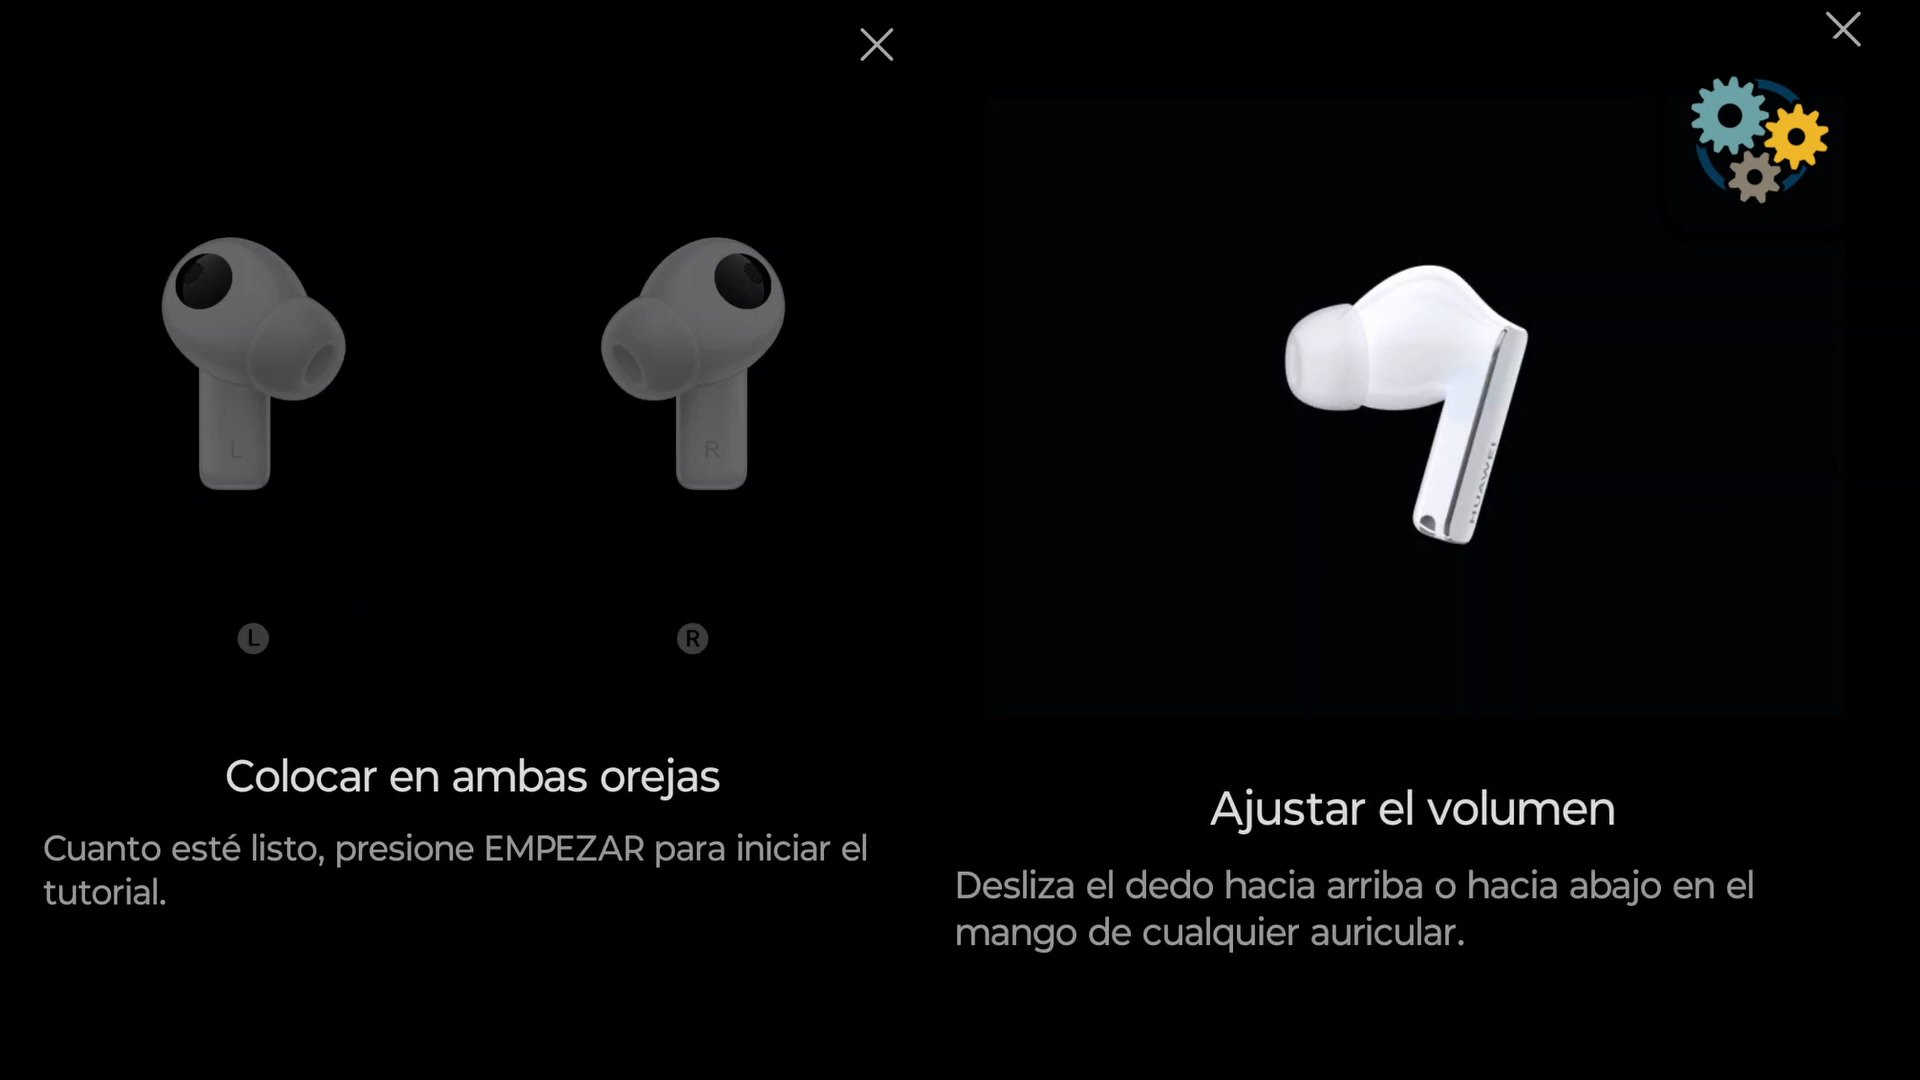 L
R
L
R
Colocar en ambas orejas
Cuanto esté listo, presione EMPEZAR para iniciar el
tutorial.
HUAWEI
Ajustar el volumen
Desliza el dedo hacia arriba o hacia abajo en el
mango de cualquier auricular.